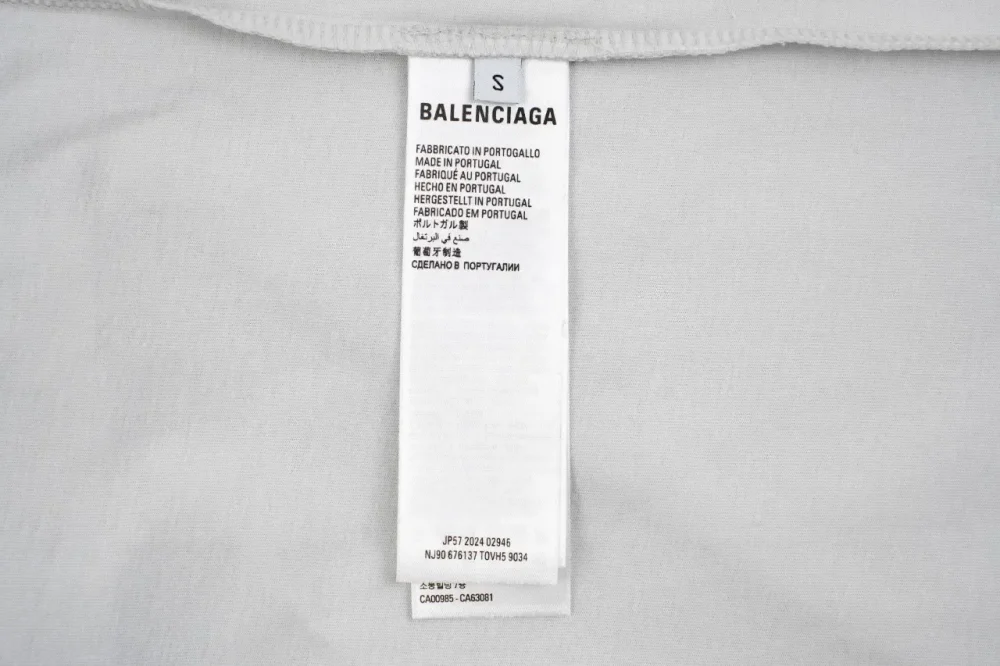 S
BALENCIAGA
FABBRICATO IN PORTOGALLO
MADE IN PORTUGAL
FABRIQUÉ AU PORTUGAL
HECHO EN PORTUGAL
HERGESTELLT IN PORTUGAL
FABRICADO EM PORTUGAL
ポルトガル製
صنع في البرتغال
葡萄牙制造
СДЕЛАНО В ПОРТУГАЛИИ
JP57 2024 02946
NJ90 676137 TOVH5 9034
CA00985 - CA63081